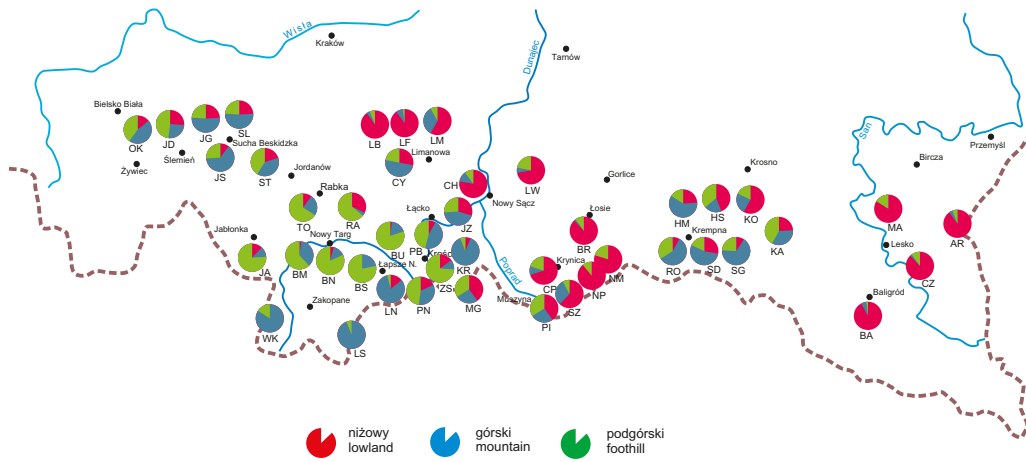 Wisła
Kraków
Dunajec
Tarnów
Bielsko Biała
OK
JD
JG
SL
Sucha Beskidzka
Żywiec
Ślemień
JS
ST
Jordanów
LB
LF
LM
Limanowa
CY
CH
LW
Gorlice
Krosno
San
Przemyśl
Bircza
Rabka
TO
RA
Łącko
Nowy Sącz
JZ
Łosie
BR
HM
HS
KO
KA
MA
AR
Jabłonka
JA
Nowy Targ
BM
BN
BU
BS
PB
KR
Łapsze N.
LN
PN
ZS
MG
Poprad
Krynica
CP
NM
NP
SZ
Muszyna
PI
Krempna
RO
SD
SG
Lesko
CZ
Baligród
BA
Zakopane
WK
LS
niżowy
lowland
górski
mountain
podgórski
foothill